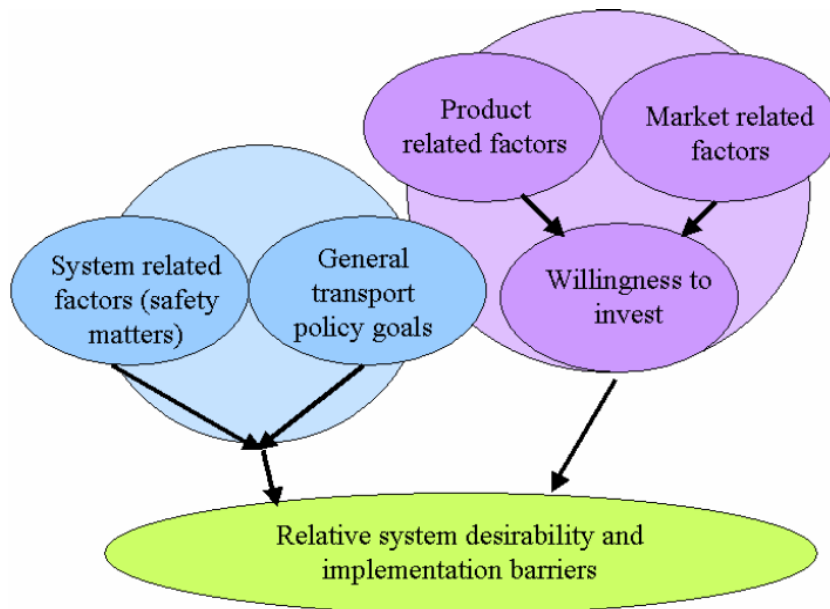 Product
related factors
Market related
factors
System related
factors (safety
matters)
General
transport
policy goals
Willingness to
invest
Relative system desirability and
implementation barriers